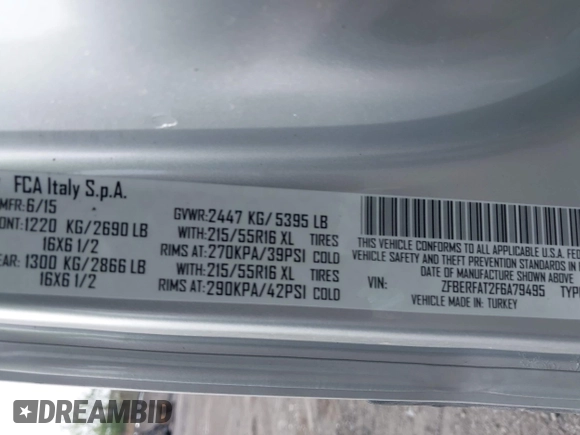 FCA Italy S.p.A.
MFR: 6/15
GVWR: 2447 KG/ 5395 LB
ONT: 1220 KG/2690 LB
WITH: 215/55R16 XL TIRES
16X6 1/2
RIMS AT: 270KPA/39PSI COLD
EAR: 1300 KG/2866 LB
WITH: 215/55R16 XL TIRES
16X6 1/2
RIMS AT: 290KPA/42PSI COLD
THIS VEHICLE CONFORMS TO ALL APPLICABLE U.S.A. FED
VEHICLE SAFETY AND THEFT PREVENTION STANDARDS IN
DATE OF MANUFACTURE SHOWN ABOVE
VIN: ZFBERFAT2F6A79495 TYP
VEHICLE MADE IN: TURKEY
DREAMBID